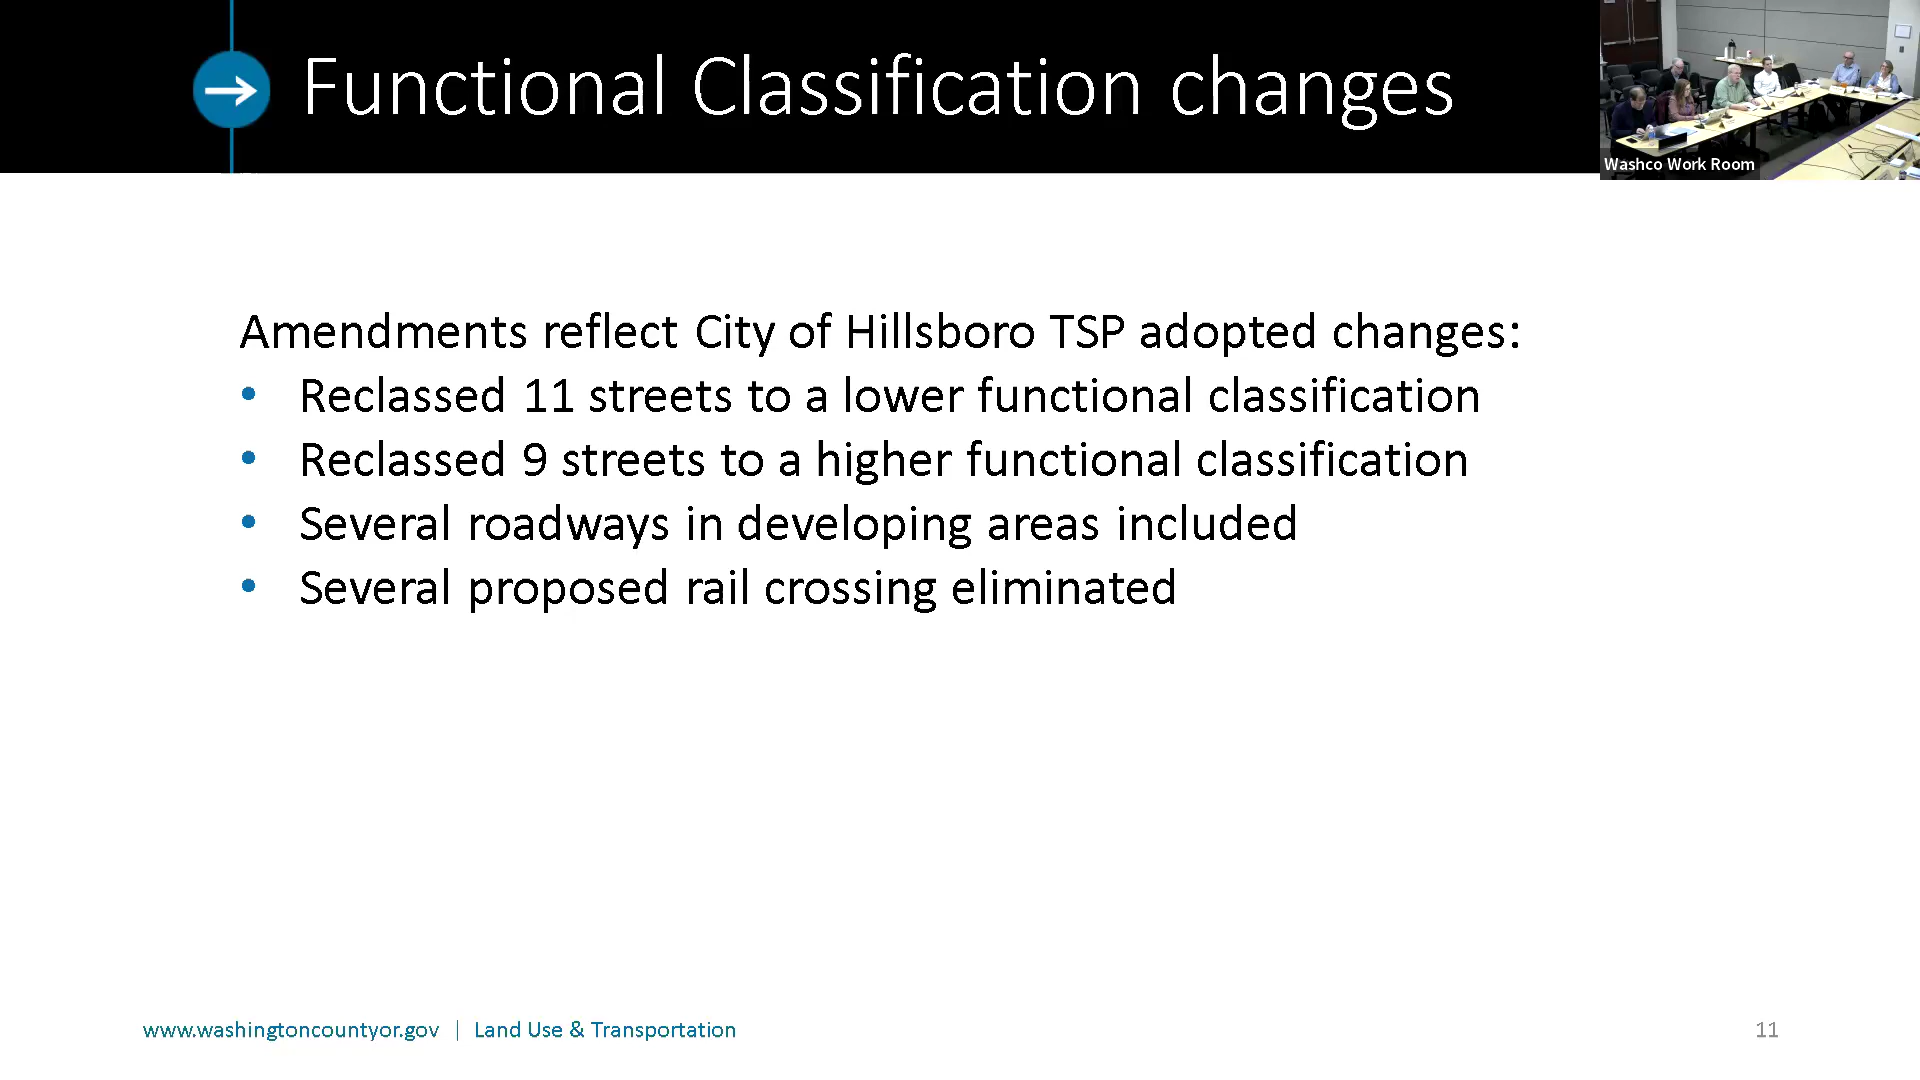 Functional Classification changes
Washco Work Room
Amendments reflect City of Hillsboro TSP adopted changes:
• Reclassed 11 streets to a lower functional classification
• Reclassed 9 streets to a higher functional classification
• Several roadways in developing areas included
• Several proposed rail crossing eliminated
www.washingtoncountyor.gov | Land Use & Transportation
11